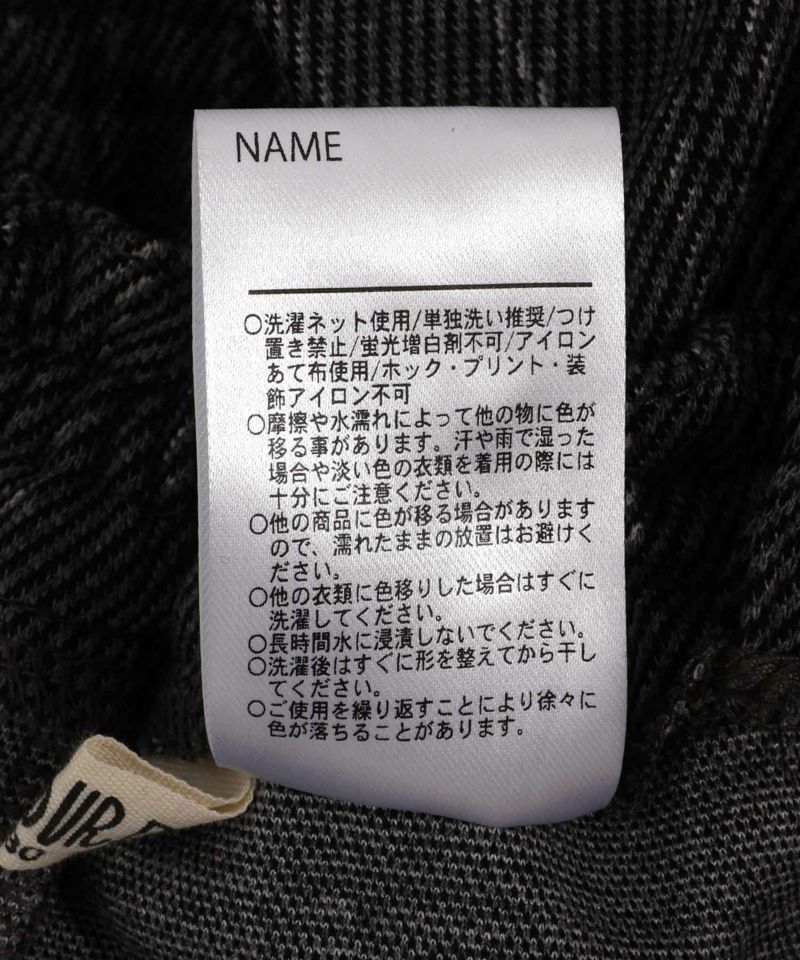 NAME
○洗濯ネット使用/単独洗い推奨/つけ
置き禁止/蛍光増白剤不可/アイロン
あて布使用/ホック・プリント・装
飾アイロン不可
○摩擦や水濡れによって他の物に色が
移る事があります。汗や雨で湿った
場合や淡い色の衣類を着用の際には
十分にご注意ください。
○他の商品に色が移る場合があります
ので、濡れたままの放置はお避けく
ださい。
○他の衣類に色移りした場合はすぐに
洗濯してください。
○長時間水に浸漬しないでください。
○洗濯後はすぐに形を整えてから干し
てください。
○ご使用を繰り返すことにより徐々に
色が落ちることがあります。
UR